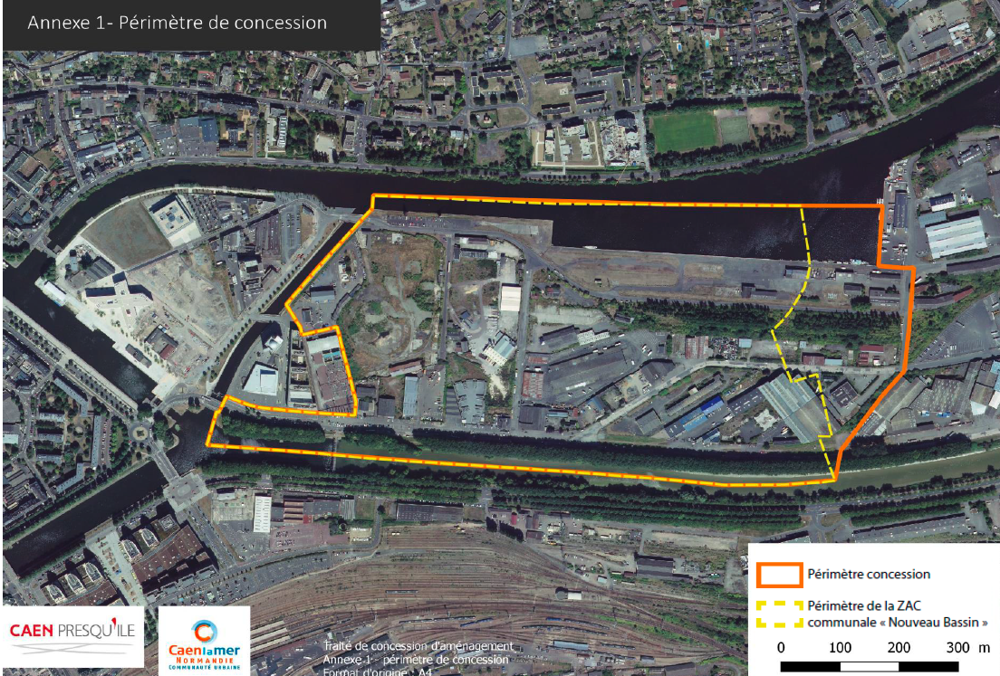 Annexe 1- Périmètre de concession
Périmètre concession
Périmètre de la ZAC
communale « Nouveau Bassin »
0 100 200 300 m
CAEN PRESQU'ILE
Caenlamer
NORMANDIE
COMMUNAUTÉ URBAINE
Traité de concession d'aménagement
Annexe 1 - périmètre de concession
Format d'origine : A4